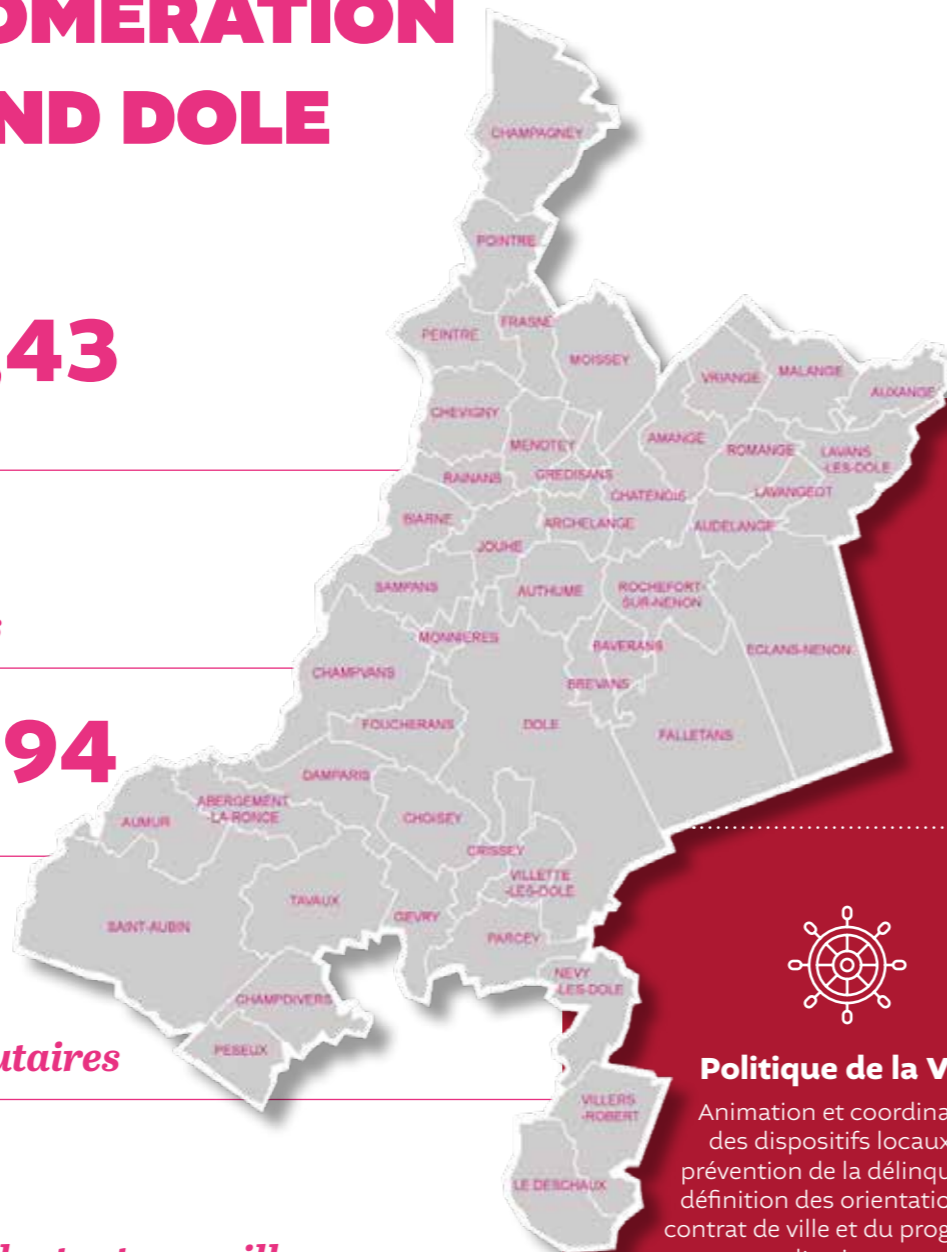 OMÉRATION
ND DOLE
,43
94
utaires
CHAMPAGNEY
POINTRE
PEINTRE
FRASNE
MOISSEY
VRIANGE
MALANGE
AUXANGE
CHEVIGNY
MENOTEY
AMANGE
ROMANGE
LAVANS
-LES-DOLE
RAINANS
GREDISANS
CHATENOIS
LAVANGEOT
BIARNE
ARCHELANGE
AUDELANGE
JOUHE
SAMPANS
AUTHUME
ROCHEFORT-
SUR-NENON
MONNIERES
BAVERANS
ECLANS-NENON
CHAMPVANS
BREVANS
FOUCHERANS
DOLE
FALLETANS
DAMPARIS
ABERGEMENT
-LA-RONCE
AUMUR
CHOISEY
CRISSEY
VILLETTE
-LES-DOLE
TAVAUX
GEVRY
SAINT-AUBIN
PARCEY
NEVY
-LES-DOLE
CHAMPDIVERS
PESEUX
VILLERS
-ROBERT
LE DESCHAUX
Politique de la V
Animation et coordina
des dispositifs locaux
prévention de la délinqu
définition des orientatio
contrat de ville et du prog